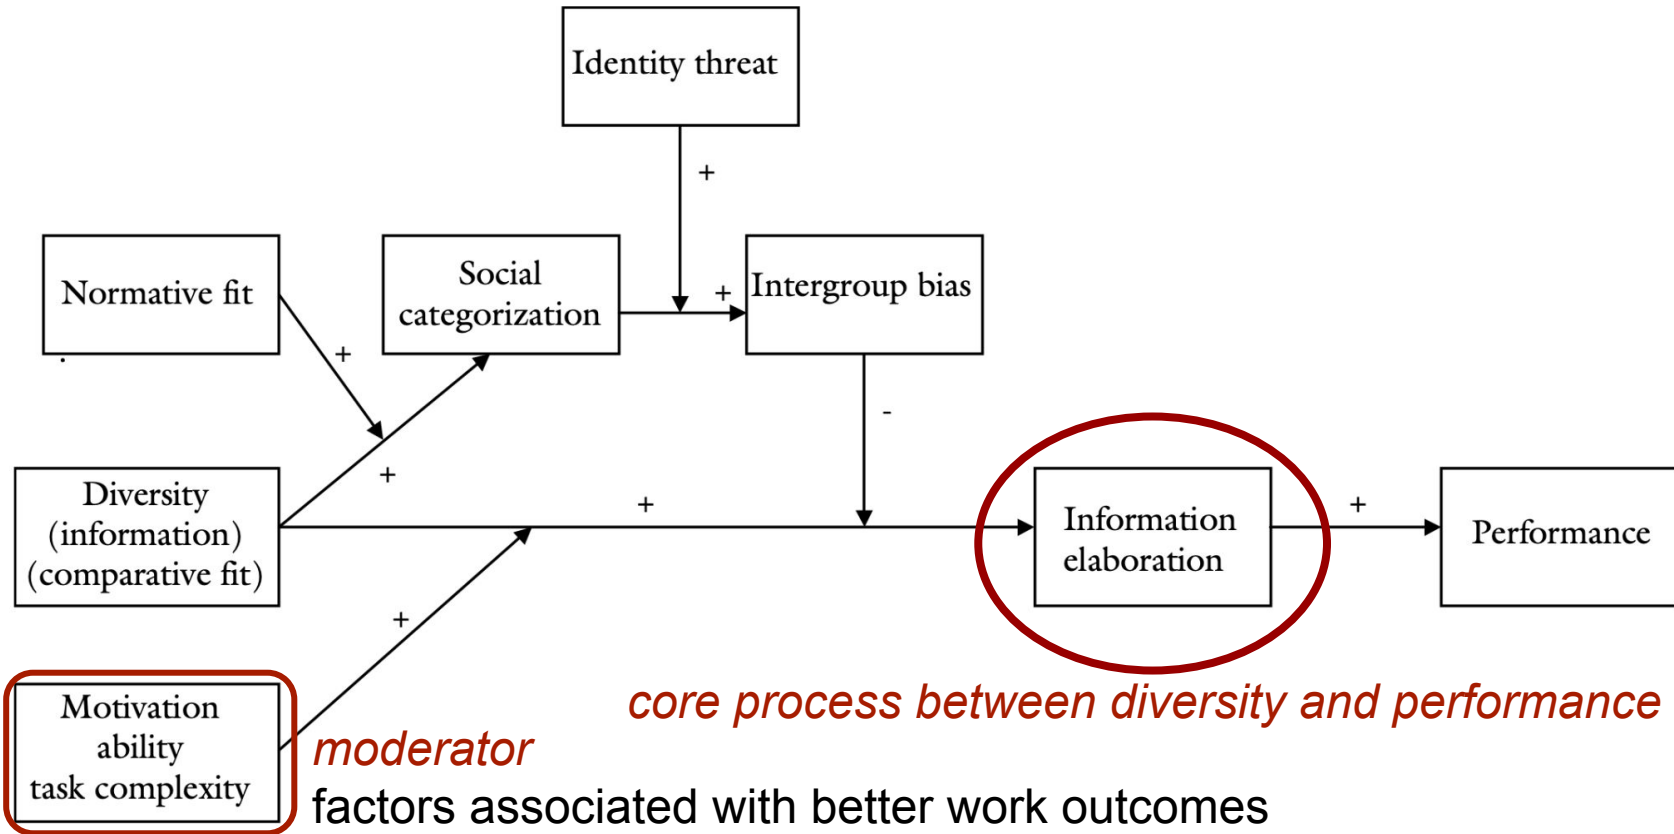 Identity threat
+
Normative fit
Social
categorization
+
Intergroup bias
.
+
+
-
Diversity
(information)
(comparative fit)
+
Information
elaboration
+
Performance
+
Motivation
ability
task complexity
core process between diversity and performance
moderator
factors associated with better work outcomes